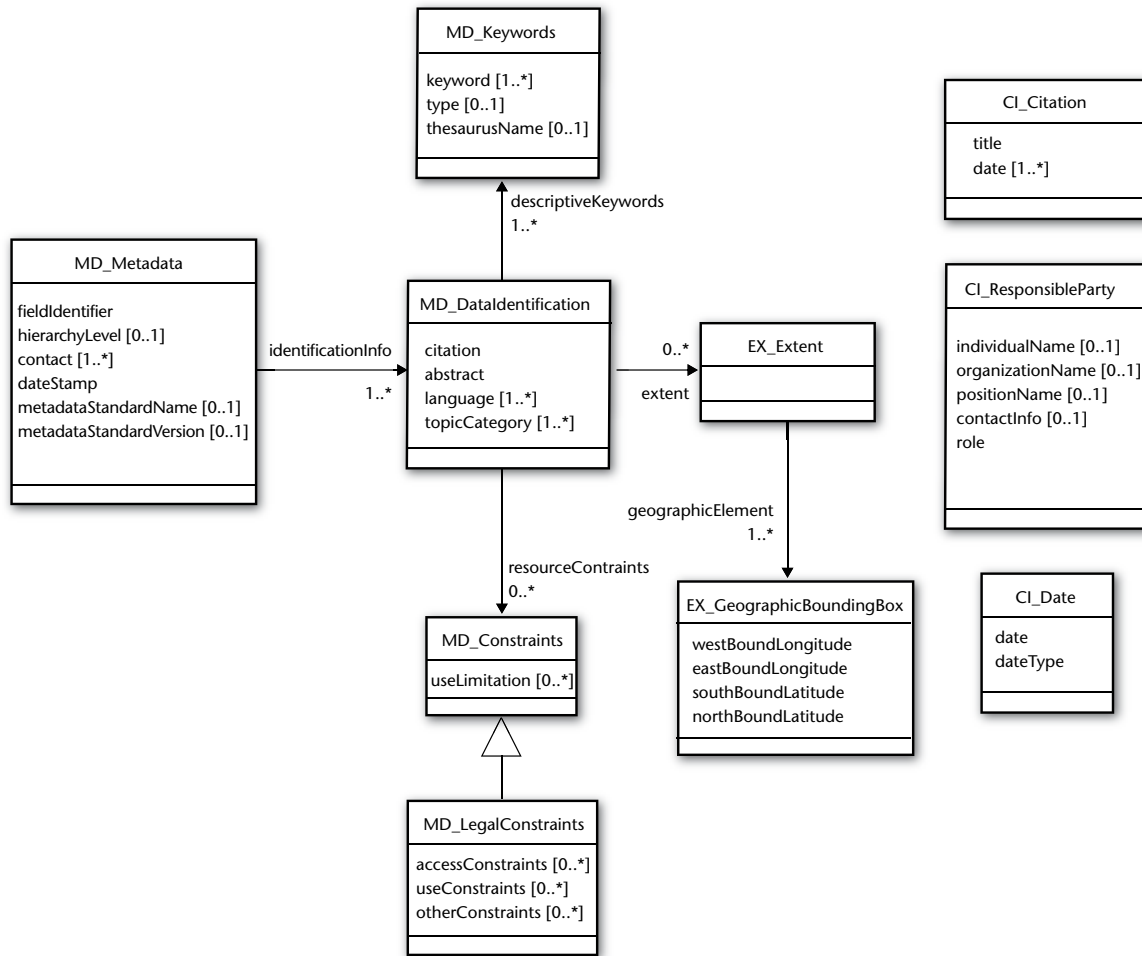 MD_Keywords
keyword [1..*]
type [0..1]
thesaurusName [0..1]
descriptiveKeywords
1..*
MD_Metadata
fieldIdentifier
hierarchyLevel [0..1]
contact [1..*]
dateStamp
metadataStandardName [0..1]
metadataStandardVersion [0..1]
identificationInfo
1..*
MD_DataIdentification
citation
abstract
language [1..*]
topicCategory [1..*]
0..*
extent
EX_Extent
geographicElement
1..*
EX_GeographicBoundingBox
westBoundLongitude
eastBoundLongitude
southBoundLatitude
northBoundLatitude
resourceContraints
0..*
MD_Constraints
useLimitation [0..*]
MD_LegalConstraints
accessConstraints [0..*]
useConstraints [0..*]
otherConstraints [0..*]
CI_Citation
title
date [1..*]
CI_ResponsibleParty
individualName [0..1]
organizationName [0..1]
positionName [0..1]
contactInfo [0..1]
role
CI_Date
date
dateType